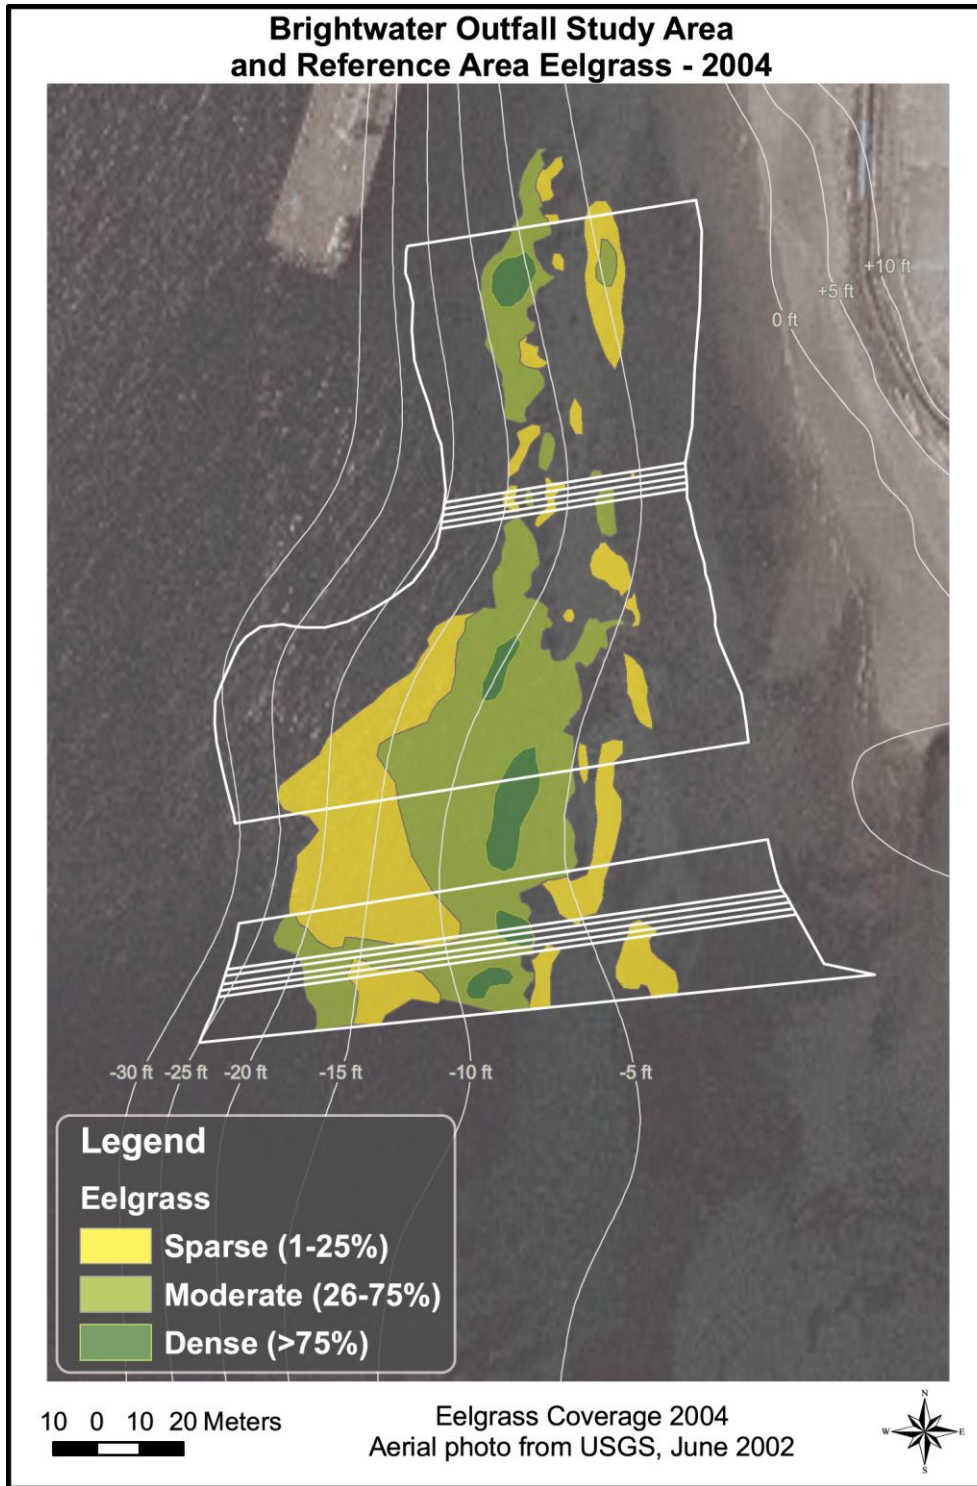 Brightwater Outfall Study Area
and Reference Area Eelgrass - 2004
+10 ft
+5 ft
0 ft
-30 ft -25 ft -20 ft -15 ft -10 ft -5 ft
Legend
Eelgrass
Sparse (1-25%)
Moderate (26-75%)
Dense (>75%)
10 0 10 20 Meters
Eelgrass Coverage 2004
Aerial photo from USGS, June 2002
N
W E
S